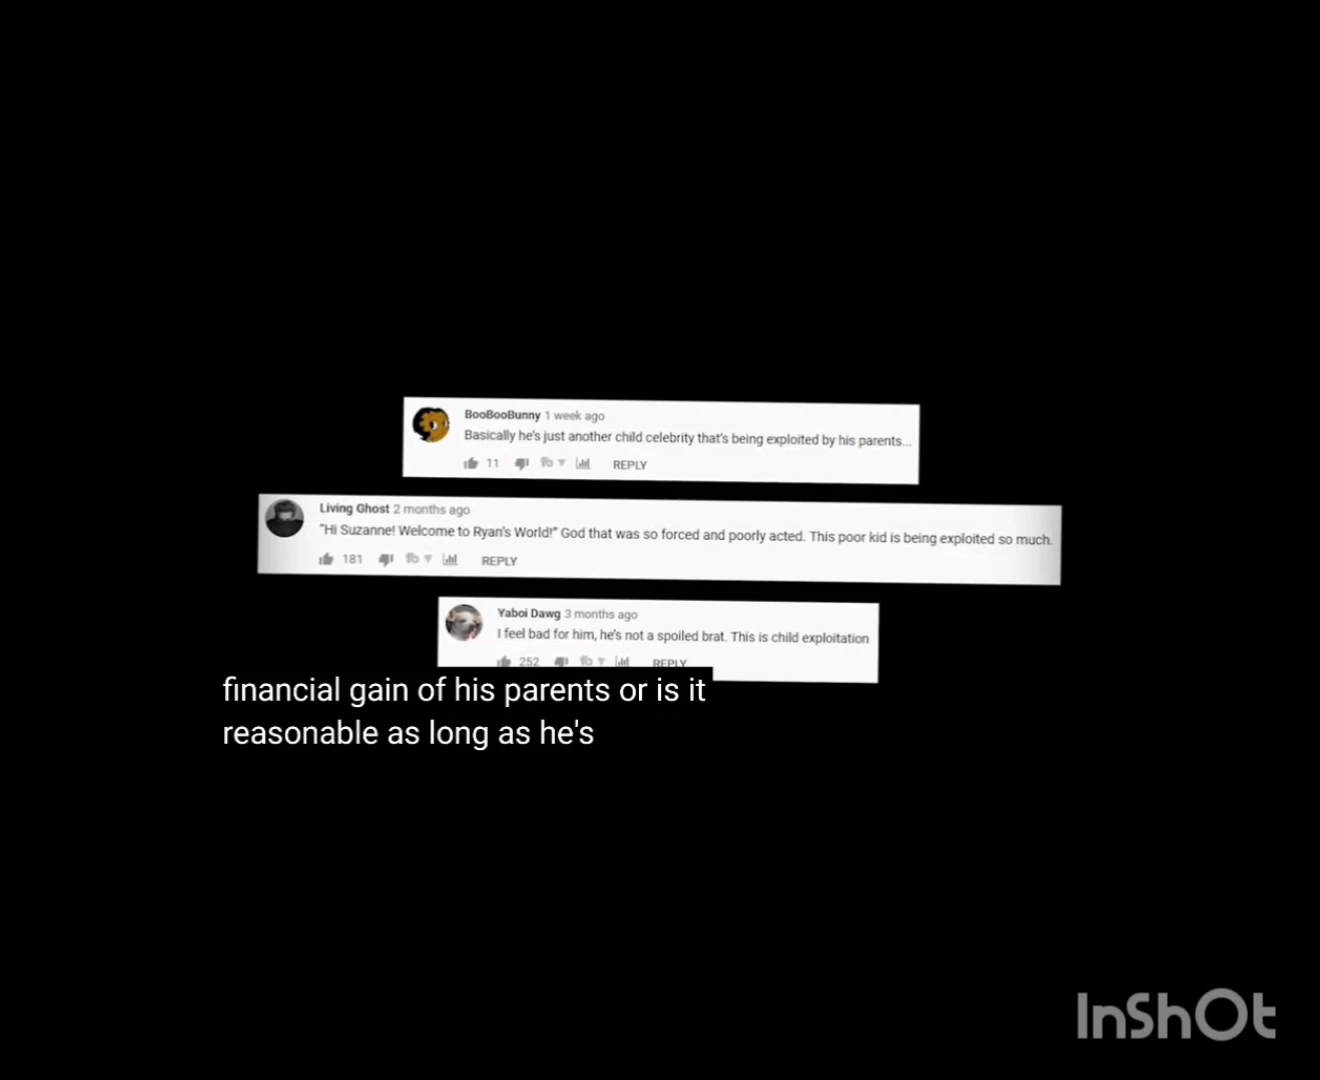 BooBooBunny 1 week ago
Basically he's just another child celebrity that's being exploited by his parents...
11 REPLY
Living Ghost 2 months ago
"Hi Suzanne! Welcome to Ryan's World!" God that was so forced and poorly acted. This poor kid is being exploited so much.
181 REPLY
Yaboi Dawg 3 months ago
I feel bad for him, he's not a spoiled brat. This is child exploitation
252 REPLY
financial gain of his parents or is it
reasonable as long as he's
InShOt